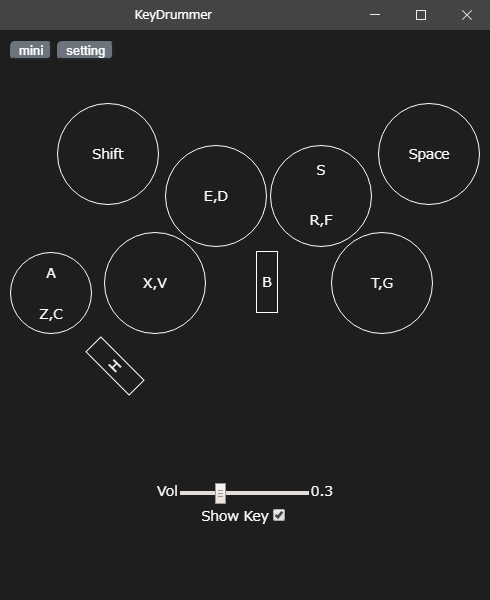 KeyDrummer
mini setting
Shift
Space
E,D
S
R,F
A
Z,C
X,V
B
T,G
H
Vol 0.3
Show Key